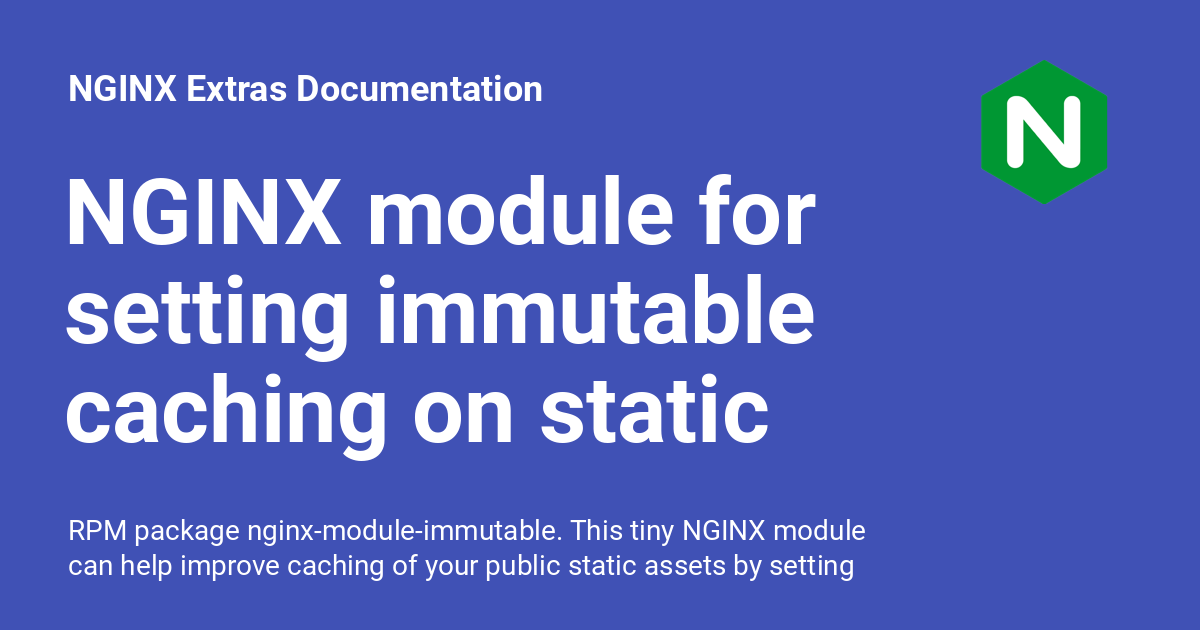 NGINX Extras Documentation
N
NGINX module for
setting immutable
caching on static
RPM package nginx-module-immutable. This tiny NGINX module
can help improve caching of your public static assets by setting